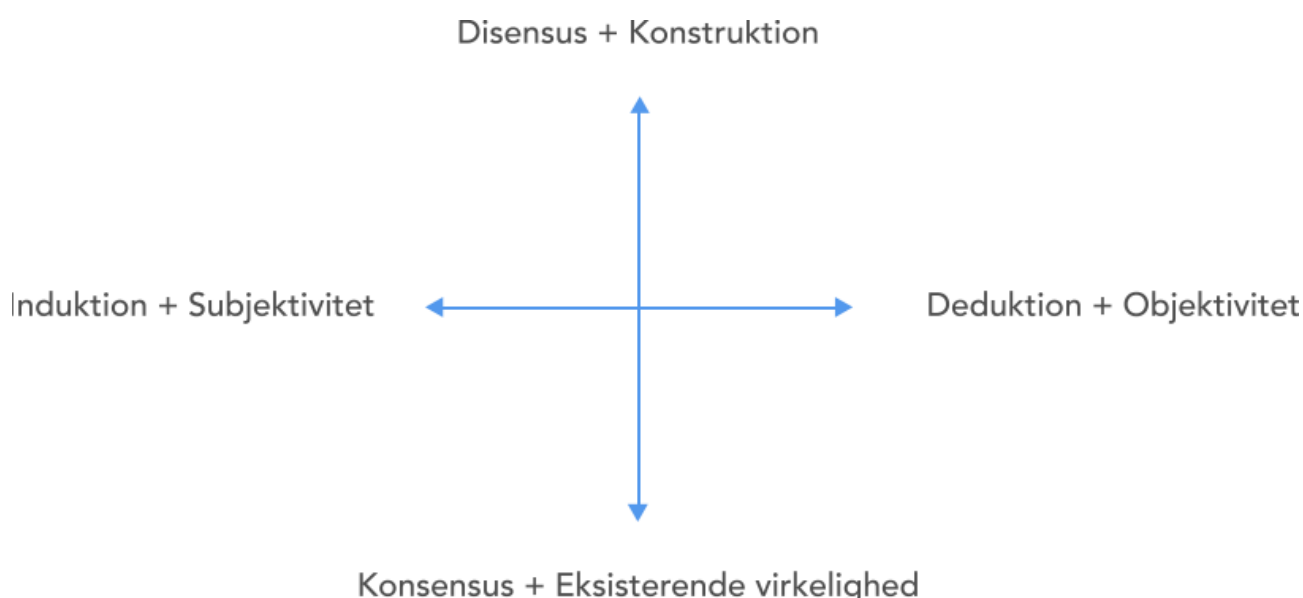 Disensus + Konstruktion
Induktion + Subjektivitet
Deduktion + Objektivitet
Konsensus + Eksisterende virkelighed